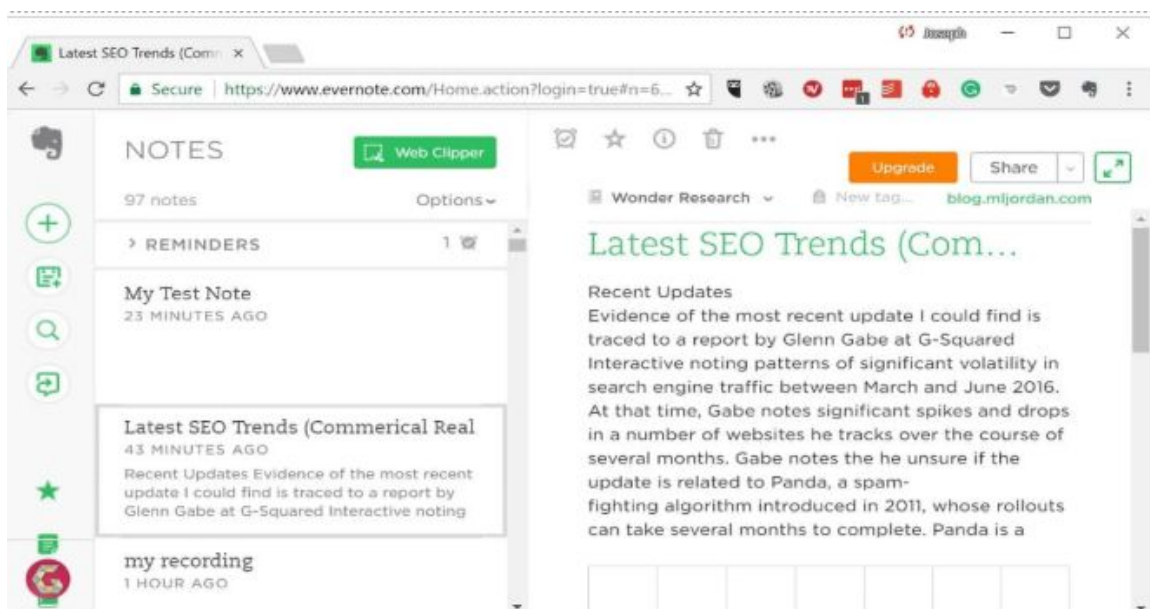 Joseph
Latest SEO Trends (Com
Secure https://www.evernote.com/Home.action?login=true#n=6...
1
NOTES
Web Clipper
97 notes
Options
REMINDERS 1
My Test Note
23 MINUTES AGO
Latest SEO Trends (Commerical Real
43 MINUTES AGO
Recent Updates Evidence of the most recent
update I could find is traced to a report by
Glenn Gabe at G-Squared Interactive noting
my recording
1 HOUR AGO
Upgrade
Share
Wonder Research
New tag...
blog.mljordan.com
Latest SEO Trends (Com...
Recent Updates
Evidence of the most recent update I could find is
traced to a report by Glenn Gabe at G-Squared
Interactive noting patterns of significant volatility in
search engine traffic between March and June 2016.
At that time, Gabe notes significant spikes and drops
in a number of websites he tracks over the course of
several months. Gabe notes the he unsure if the
update is related to Panda, a spam-
fighting algorithm introduced in 2011, whose rollouts
can take several months to complete. Panda is a